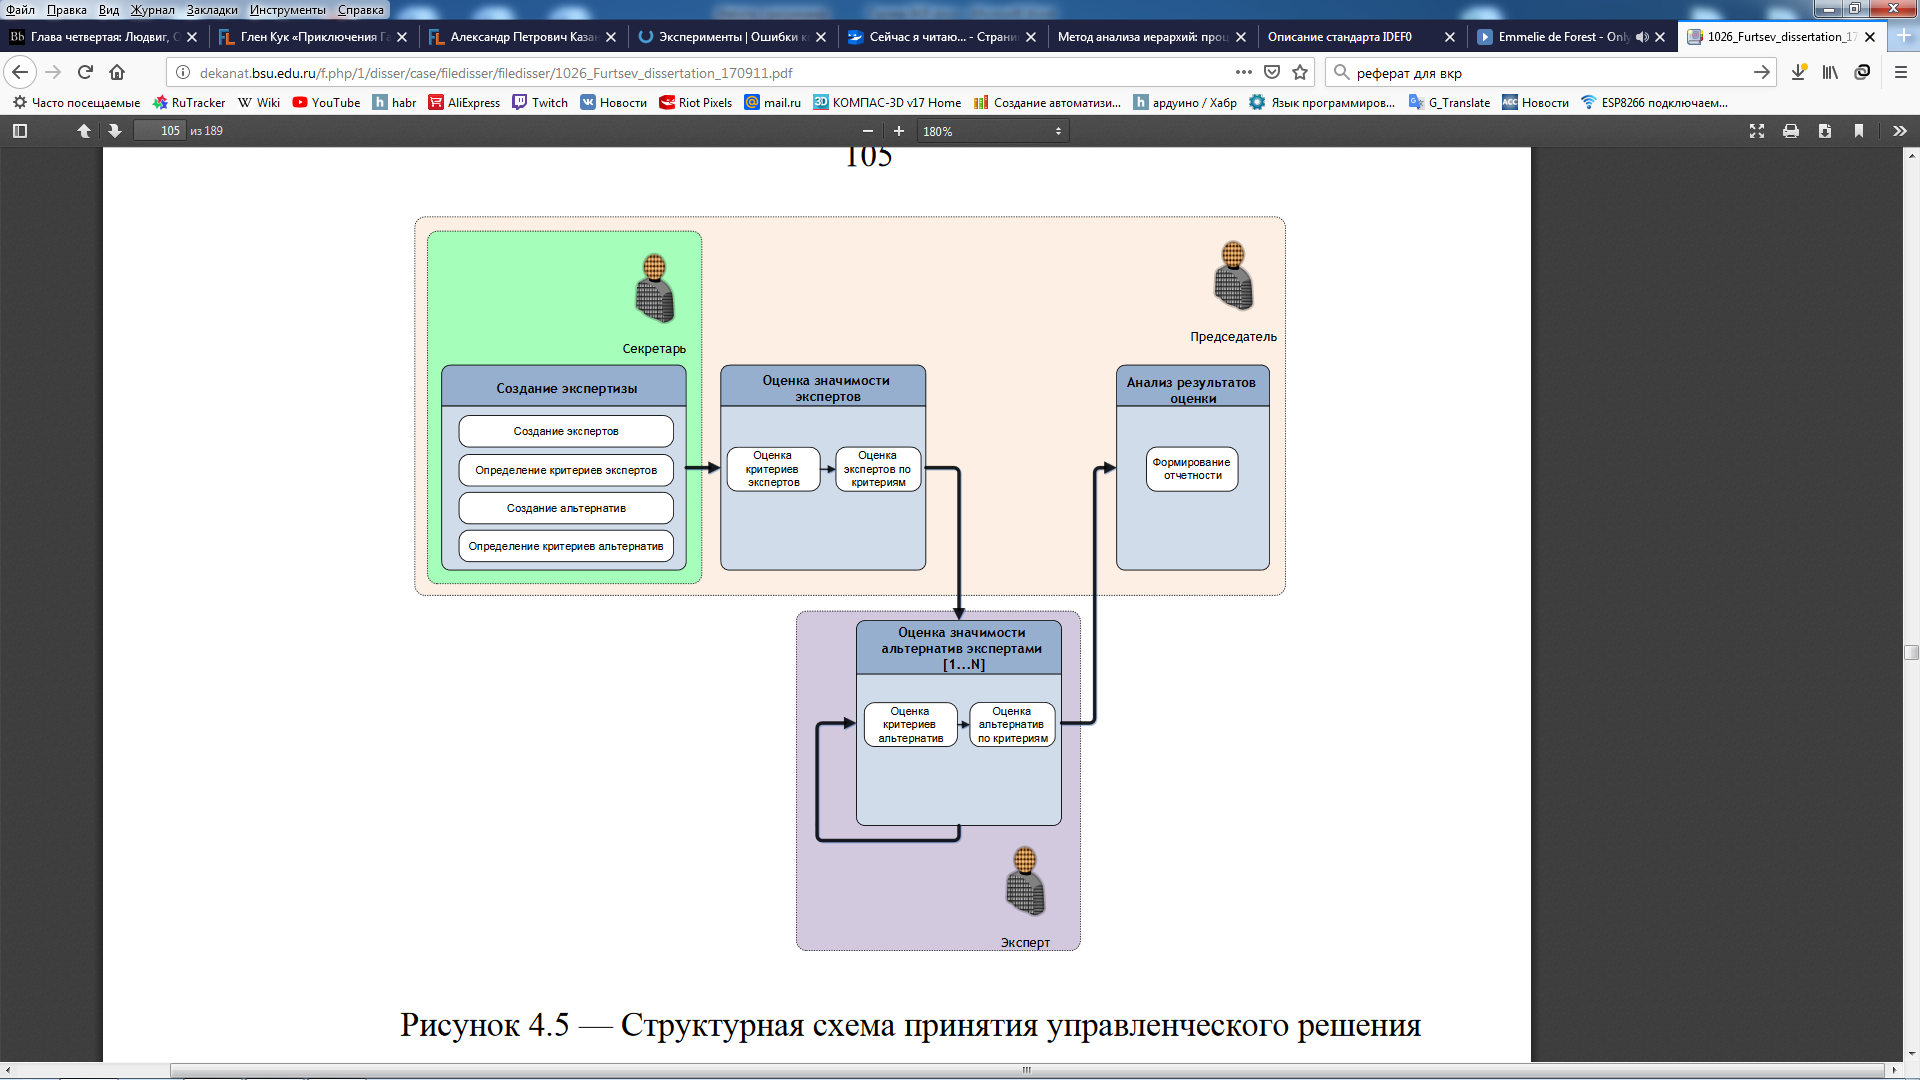 Файл Правка Вид Журнал Закладки Инструменты Справка
Глава четвертая: Людвиг, О
Глен Кук «Приключения Га
Александр Петрович Казан
Эксперименты | Ошибки к
Сейчас я читаю... - Страни
Метод анализа иерархий: проц
Описание стандарта IDEF0
Emmelie de Forest - Only
1026_Furtsev_dissertation_17
dekanat.bsu.edu.ru/f.php/1/disser/case/filedisser/filedisser/1026_Furtsev_dissertation_170911.pdf
реферат для вкр
Часто посещаемые RuTracker Wiki YouTube habr AliExpress Twitch Новости Riot Pixels mail.ru КОМПАС-3D v17 Home Создание автоматизи... ардуино / Хабр Язык программиров... G_Translate Новости ESP8266 подключаем...
105 из 189
180%
105
Секретарь
Председатель
Создание экспертизы
Создание экспертов
Определение критериев экспертов
Создание альтернатив
Определение критериев альтернатив
Оценка значимости
экспертов
Оценка
критериев
экспертов
Оценка
экспертов по
критериям
Анализ результатов
оценки
Формирование
отчетности
Оценка значимости
альтернатив экспертами
[1...N]
Оценка
критериев
альтернатив
Оценка
альтернатив
по критериям
Эксперт
Рисунок 4.5 — Структурная схема принятия управленческого решения